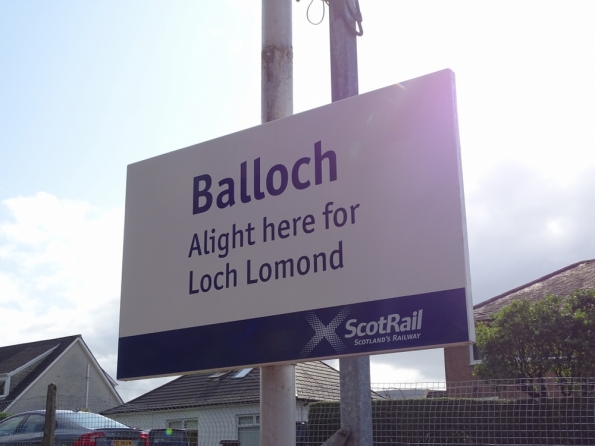 Balloch
Alight here for
Loch Lomond
ScotRail
SCOTLAND'S RAILWAY